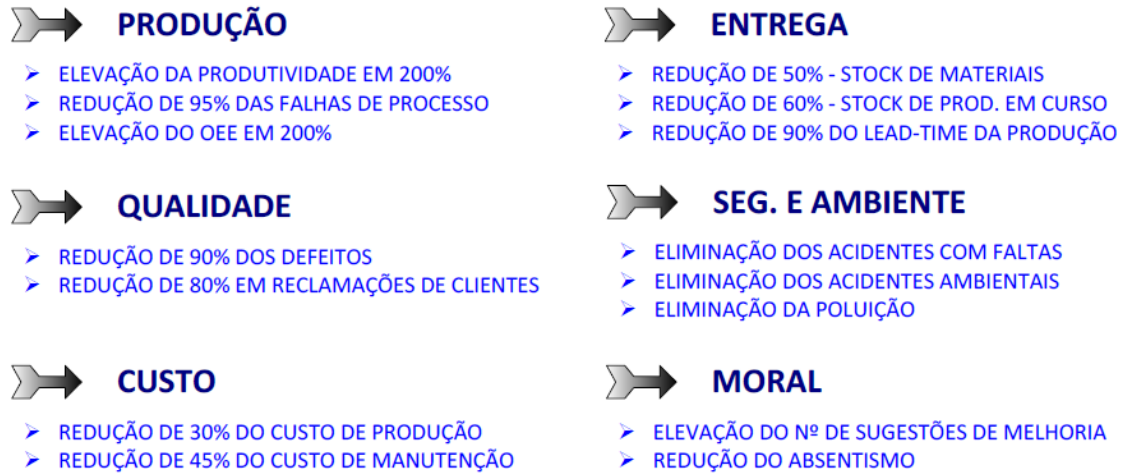 PRODUÇÃO
ELEVAÇÃO DA PRODUTIVIDADE EM 200%
REDUÇÃO DE 95% DAS FALHAS DE PROCESSO
ELEVAÇÃO DO OEE EM 200%
ENTREGA
REDUÇÃO DE 50% - STOCK DE MATERIAIS
REDUÇÃO DE 60% - STOCK DE PROD. EM CURSO
REDUÇÃO DE 90% DO LEAD-TIME DA PRODUÇÃO
QUALIDADE
REDUÇÃO DE 90% DOS DEFEITOS
REDUÇÃO DE 80% EM RECLAMAÇÕES DE CLIENTES
SEG. E AMBIENTE
ELIMINAÇÃO DOS ACIDENTES COM FALTAS
ELIMINAÇÃO DOS ACIDENTES AMBIENTAIS
ELIMINAÇÃO DA POLUIÇÃO
CUSTO
REDUÇÃO DE 30% DO CUSTO DE PRODUÇÃO
REDUÇÃO DE 45% DO CUSTO DE MANUTENÇÃO
MORAL
ELEVAÇÃO DO Nº DE SUGESTÕES DE MELHORIA
REDUÇÃO DO ABSENTISMO